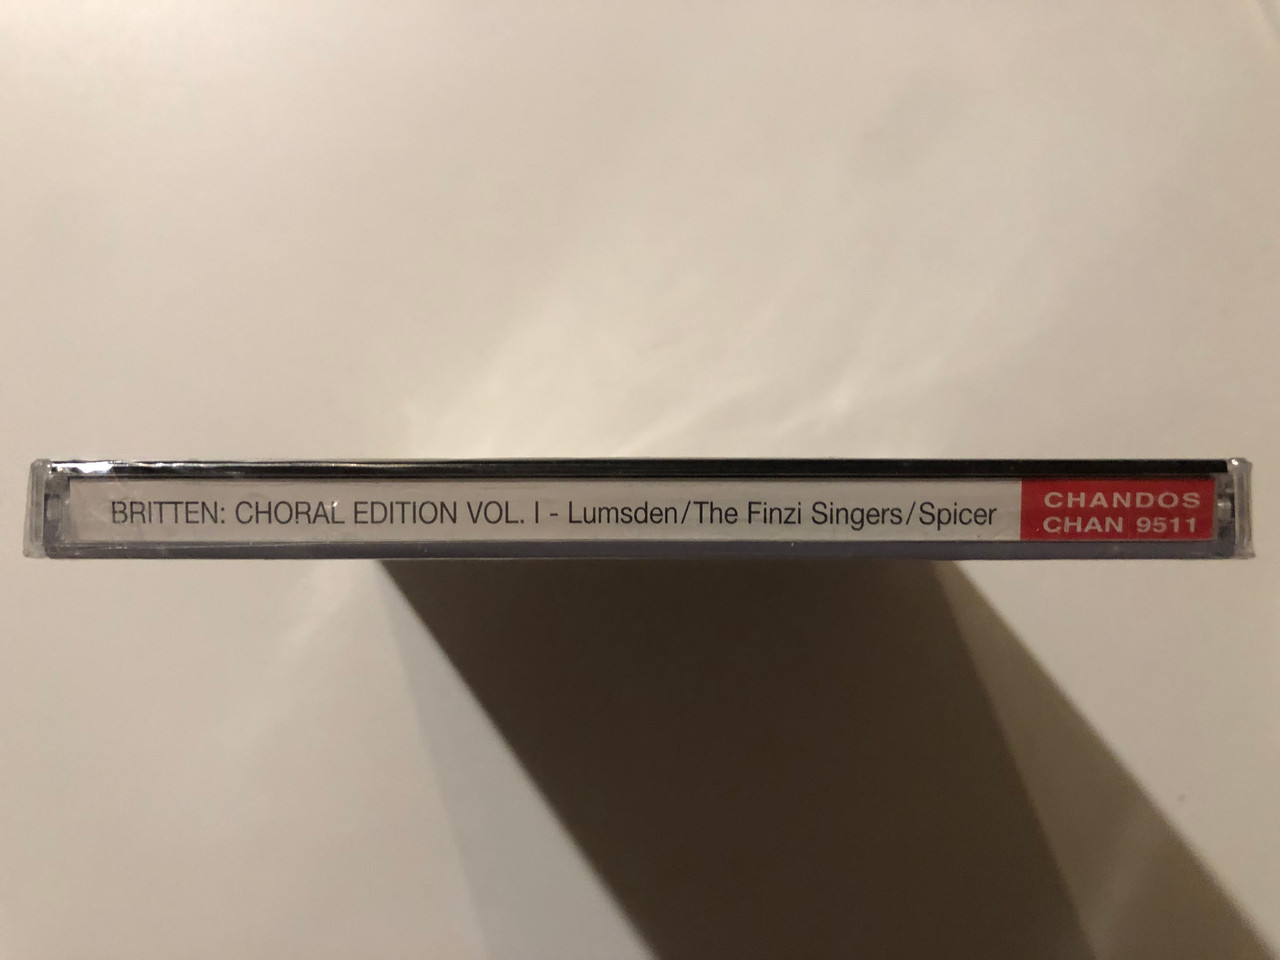 BRITTEN: CHORAL EDITION VOL. I - Lumsden/The Finzi Singers/Spicer
CHANDOS
CHAN 9511